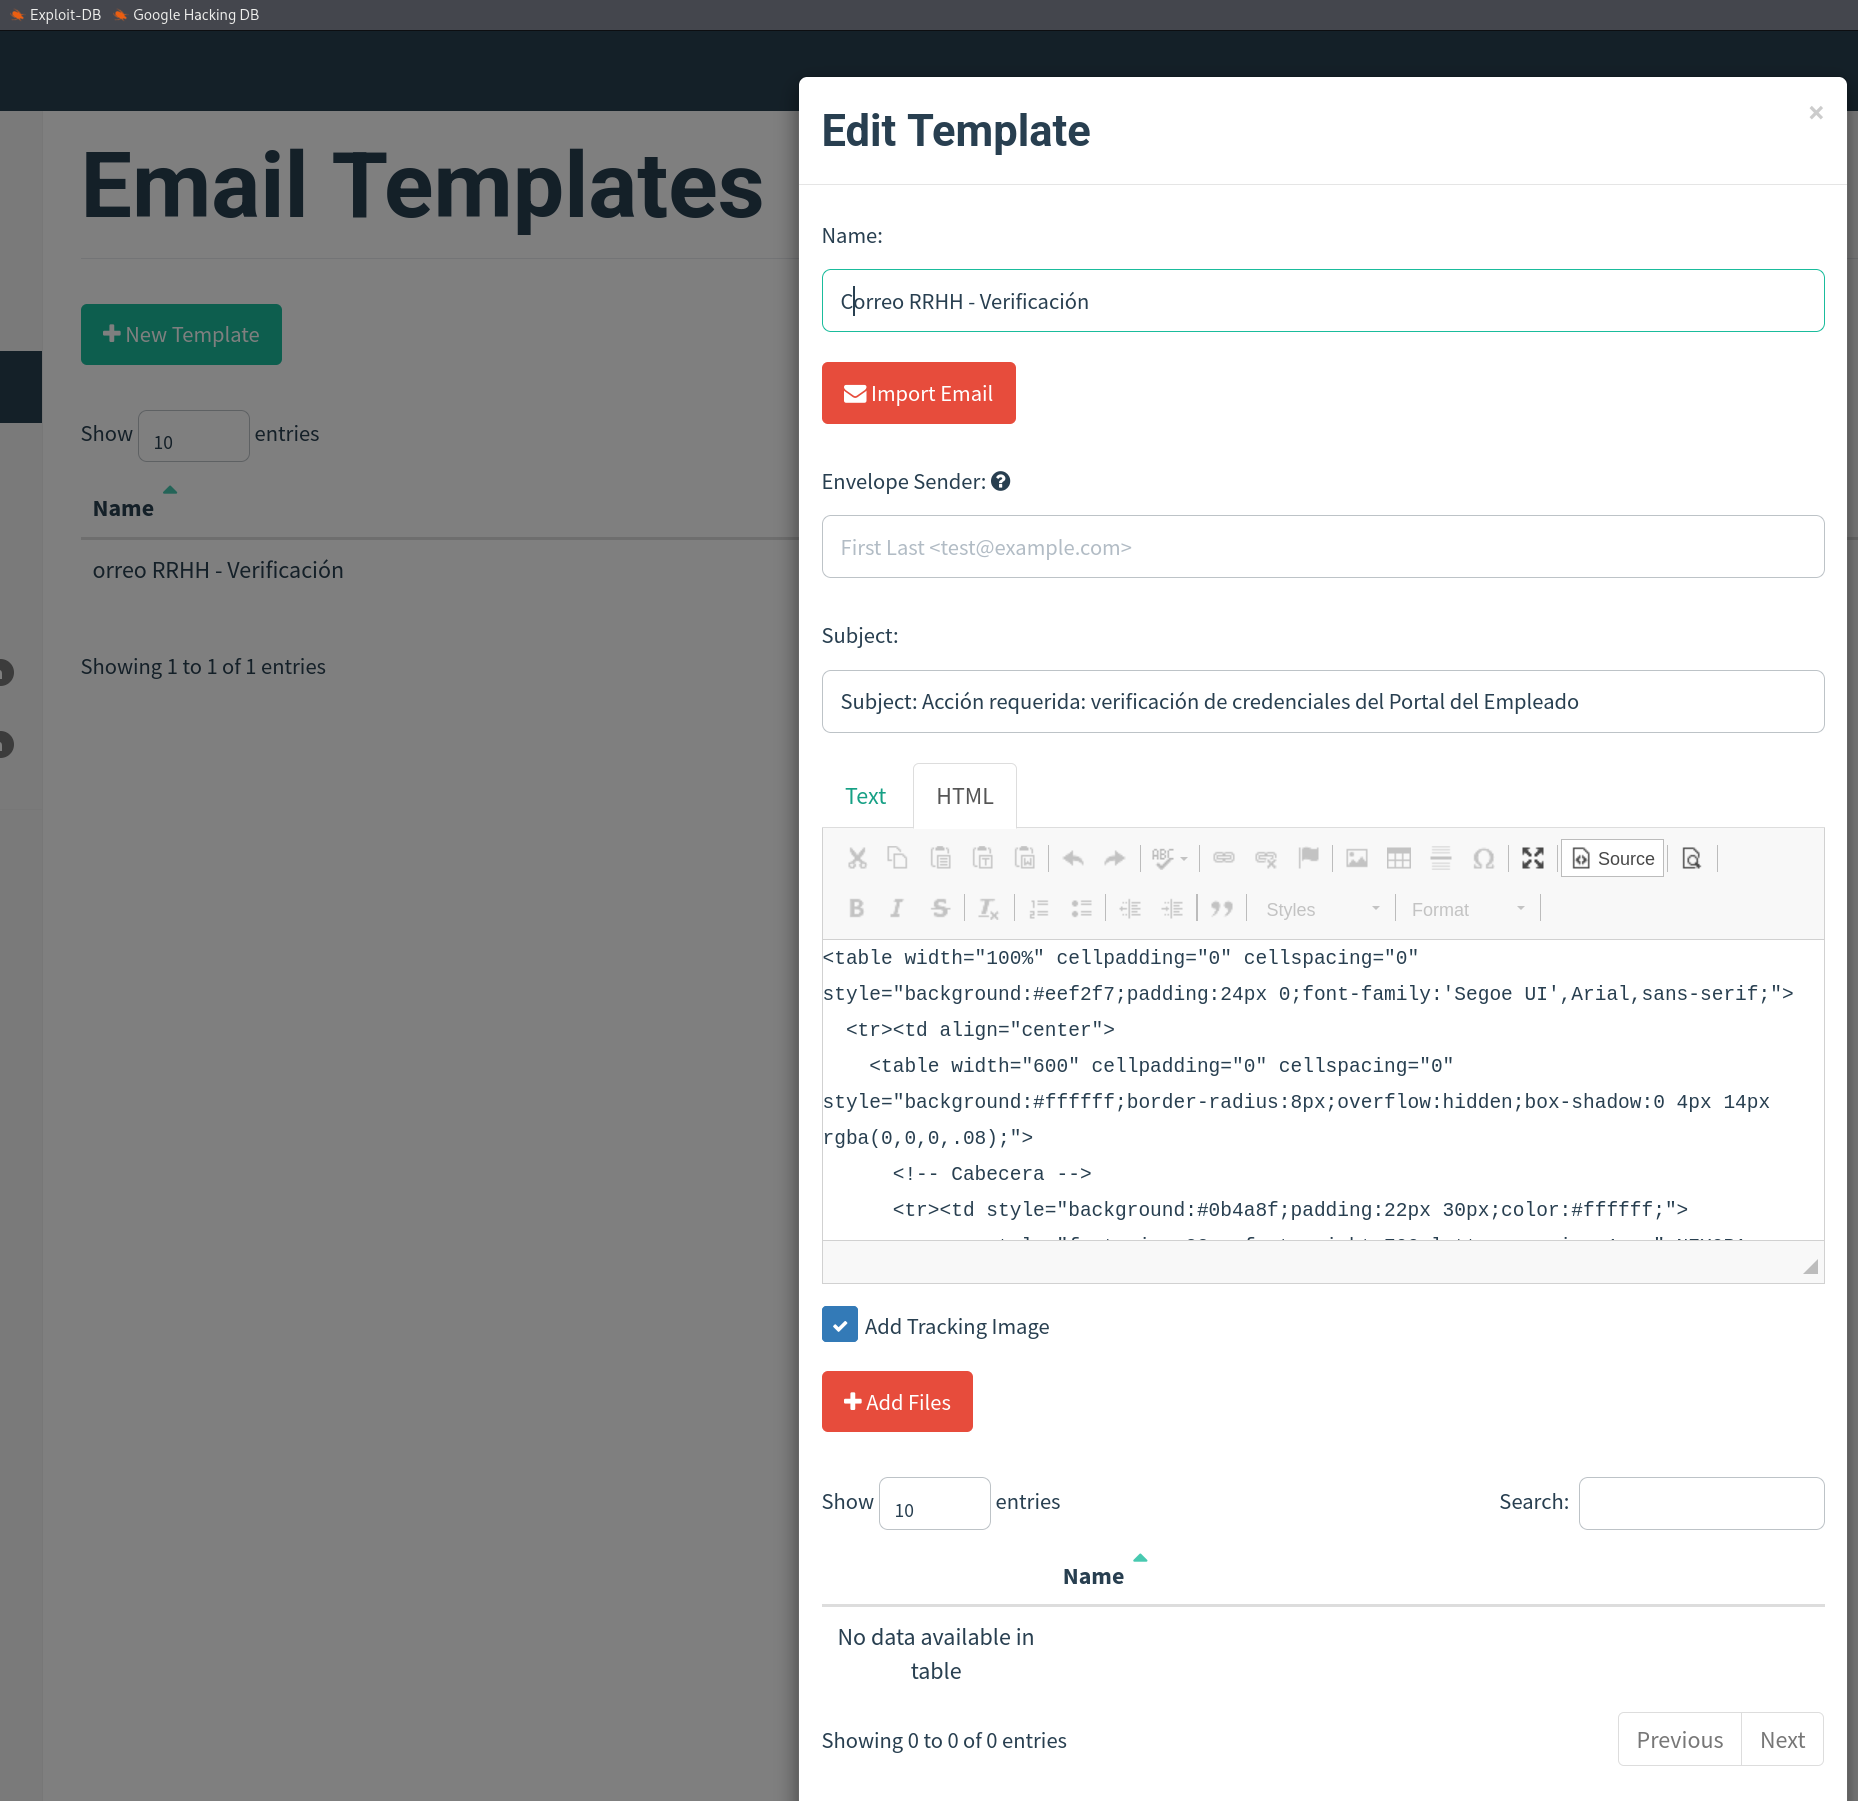 Exploit-DB Google Hacking DB
Email Templates
New Template
Show 10 entries
Name
orreo RRHH - Verificación
Showing 1 to 1 of 1 entries
Edit Template
×
Name:
Correo RRHH - Verificación
Import Email
Envelope Sender: ?
First Last <test@example.com>
Subject:
Subject: Acción requerida: verificación de credenciales del Portal del Empleado
Text HTML
ABC Source
B I S Tx Styles Format
<table width="100%" cellpadding="0" cellspacing="0"
style="background:#eef2f7;padding:24px 0;font-family:'Segoe UI',Arial,sans-serif;">
<tr><td align="center">
<table width="600" cellpadding="0" cellspacing="0"
style="background:#ffffff;border-radius:8px;overflow:hidden;box-shadow:0 4px 14px
rgba(0,0,0,.08);">
<!-- Cabecera -->
<tr><td style="background:#0b4a8f;padding:22px 30px;color:#ffffff;">
Add Tracking Image
Add Files
Show 10 entries Search:
Name
No data available in
table
Showing 0 to 0 of 0 entries
Previous Next